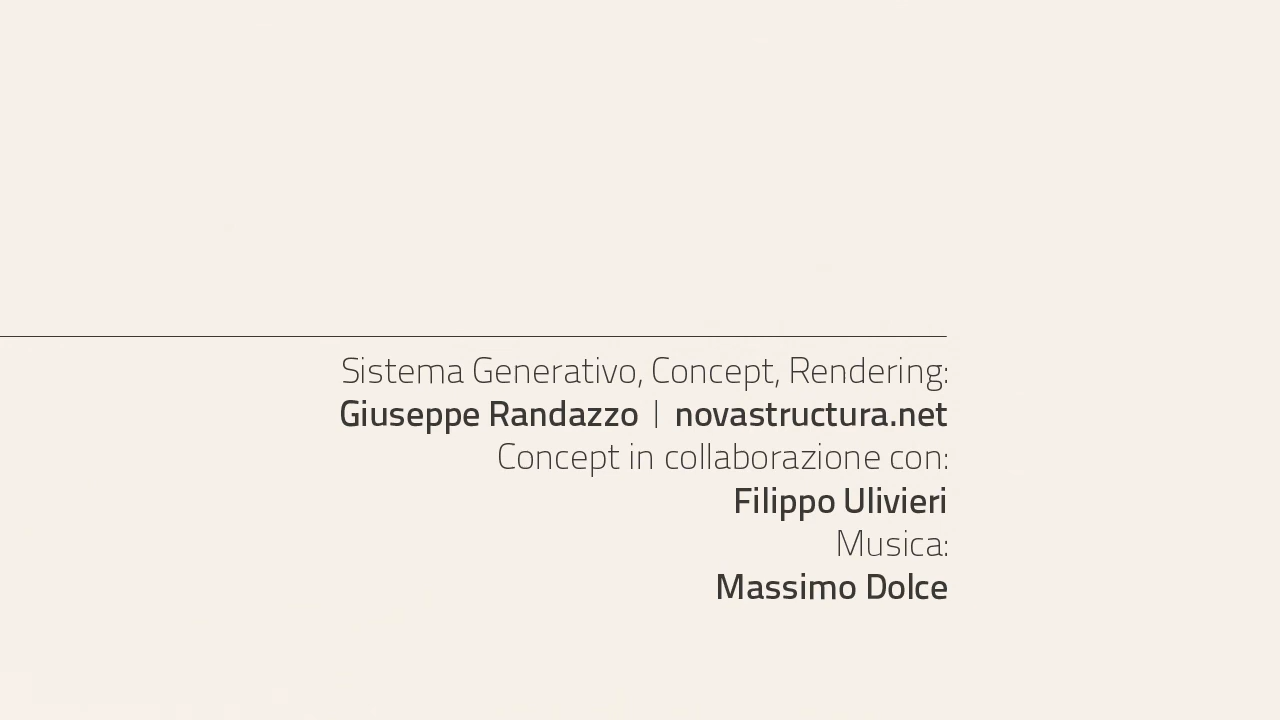 Sistema Generativo, Concept, Rendering:
Giuseppe Randazzo | novastructura.net
Concept in collaborazione con:
Filippo Ulivieri
Musica:
Massimo Dolce